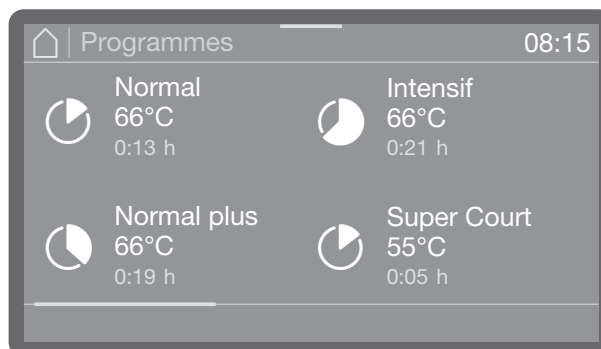 Programmes 08:15
Normal
66°C
0:13 h
Intensif
66°C
0:21 h
Normal plus
66°C
0:19 h
Super Court
55°C
0:05 h